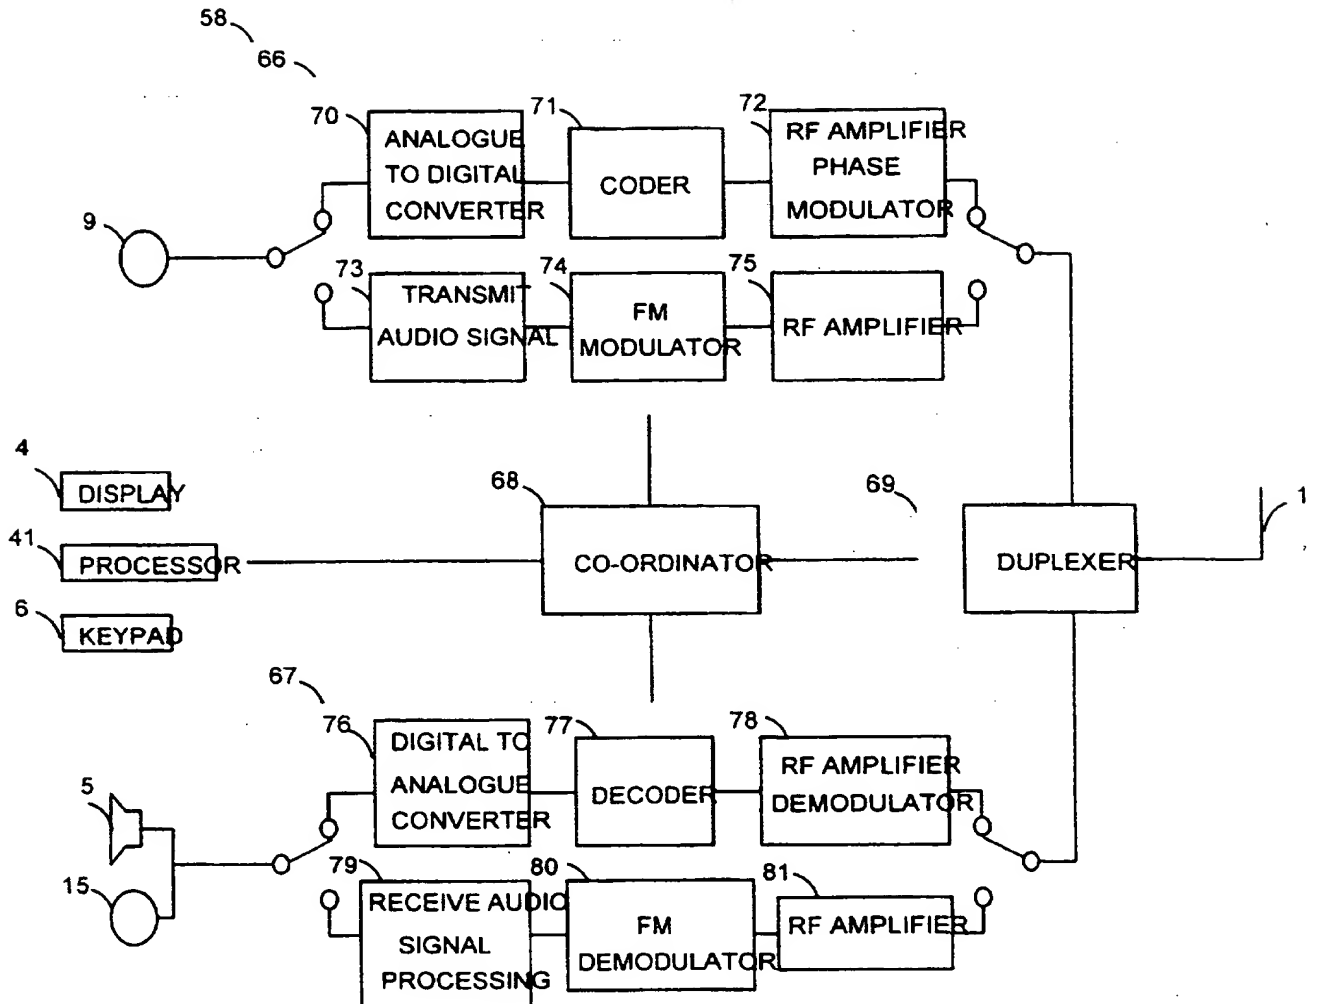 58
66
70
ANALOGUE
TO DIGITAL
CONVERTER
71
CODER
72
RF AMPLIFIER
PHASE
MODULATOR
9
73
TRANSMIT
AUDIO SIGNAL
74
FM
MODULATOR
75
RF AMPLIFIER
4
DISPLAY
41
PROCESSOR
6
KEYPAD
68
CO-ORDINATOR
69
DUPLEXER
1
67
76
DIGITAL TO
ANALOGUE
CONVERTER
77
DECODER
78
RF AMPLIFIER
DEMODULATOR
5
15
79
RECEIVE AUDIO
SIGNAL
PROCESSING
80
FM
DEMODULATOR
81
RF AMPLIFIER